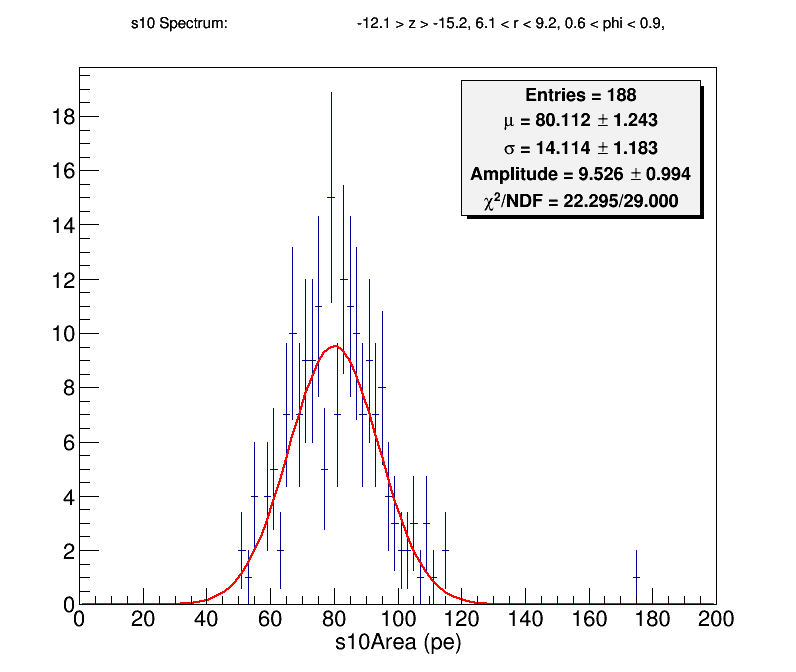 s10 Spectrum: -12.1 > z > -15.2, 6.1 < r < 9.2, 0.6 < phi < 0.9,
Entries = 188
μ = 80.112 ± 1.243
σ = 14.114 ± 1.183
Amplitude = 9.526 ± 0.994
χ²/NDF = 22.295/29.000
18
16
14
12
10
8
6
4
2
0
0 20 40 60 80 100 120 140 160 180 200
s10Area (pe)